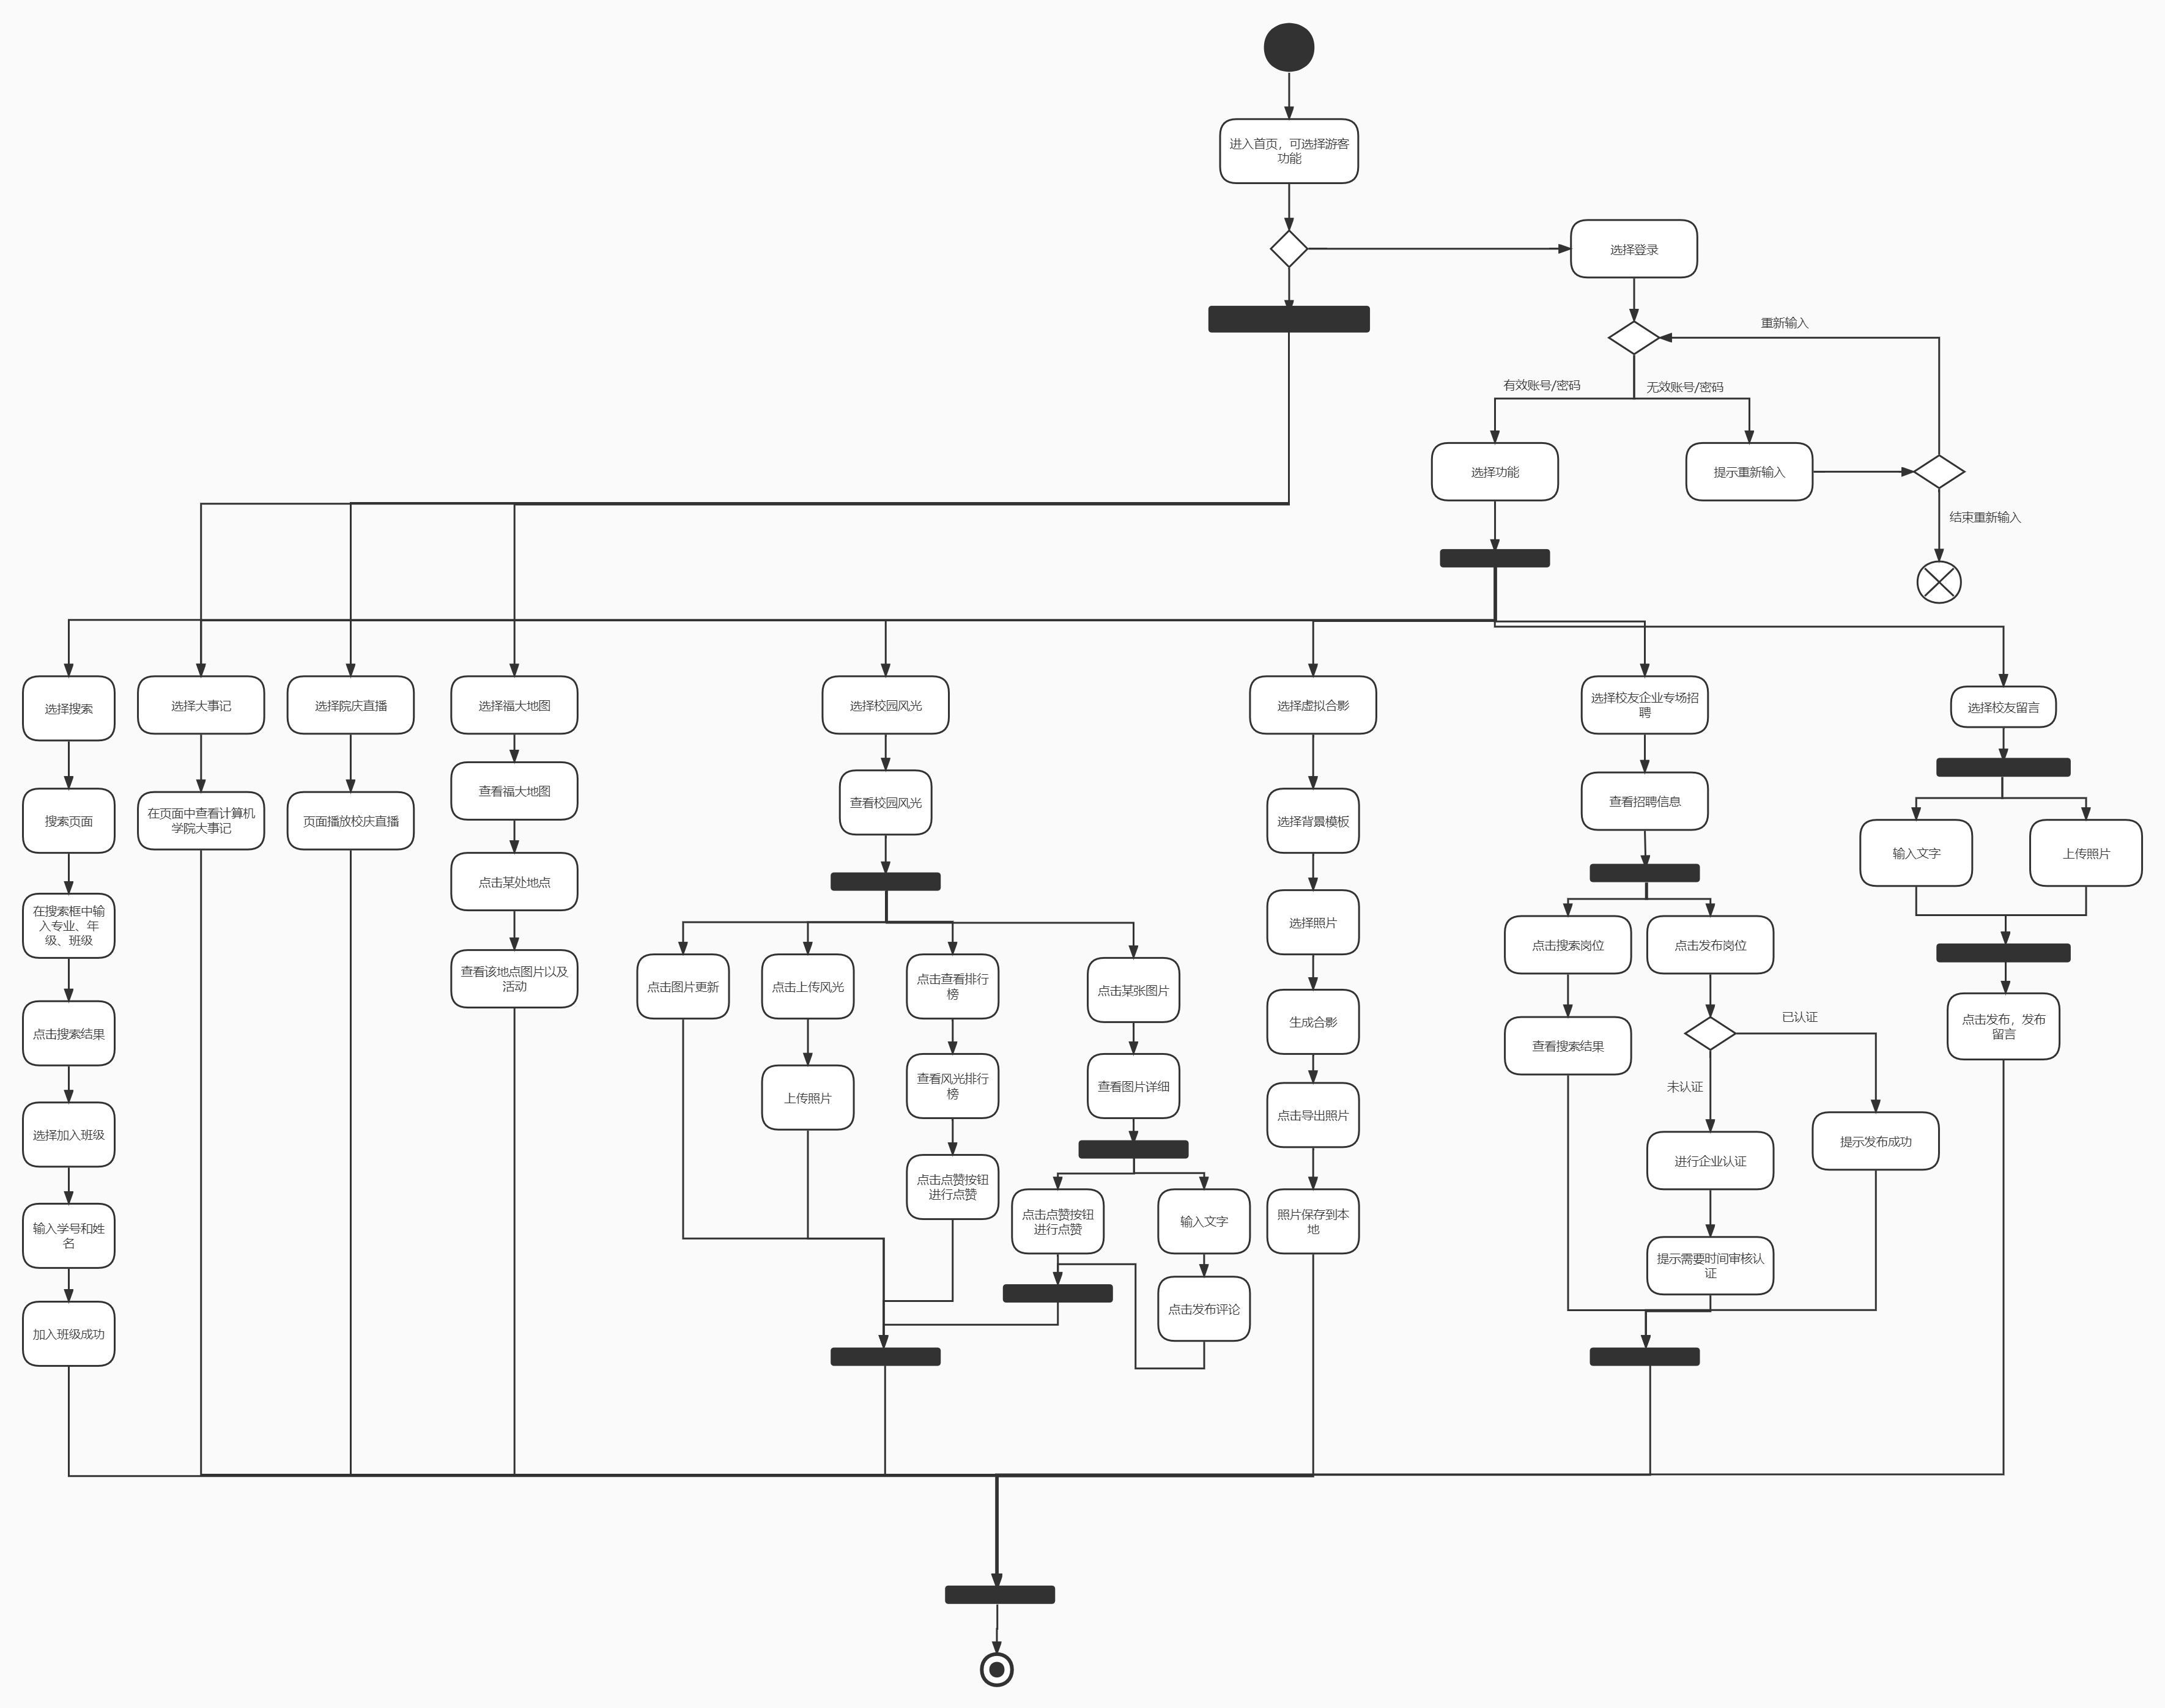 进入首页，可选择游客
功能
选择登录
重新输入
有效账号/密码
无效账号/密码
选择功能
提示重新输入
结束重新输入
选择搜索
选择大事记
选择院庆直播
选择福大地图
选择校园风光
选择虚拟合影
选择校友企业专场招
聘
选择校友留言
搜索页面
在页面中查看计算机
学院大事记
页面播放校庆直播
查看福大地图
查看校园风光
选择背景模板
查看招聘信息
输入文字
上传照片
在搜索框中输
入专业、年
级、班级
点击某处地点
选择照片
点击搜索岗位
点击发布岗位
查看该地点图片以及
活动
点击图片更新
点击上传风光
点击查看排行
榜
点击某张图片
点击搜索结果
生成合影
查看搜索结果
已认证
点击发布，发布
留言
上传照片
查看风光排行
榜
查看图片详细
点击导出照片
未认证
选择加入班级
提示发布成功
进行企业认证
点击点赞按钮
进行点赞
点击点赞按钮
进行点赞
输入文字
照片保存到本
地
输入学号和姓
名
提示需要时间审核认
证
点击发布评论
加入班级成功